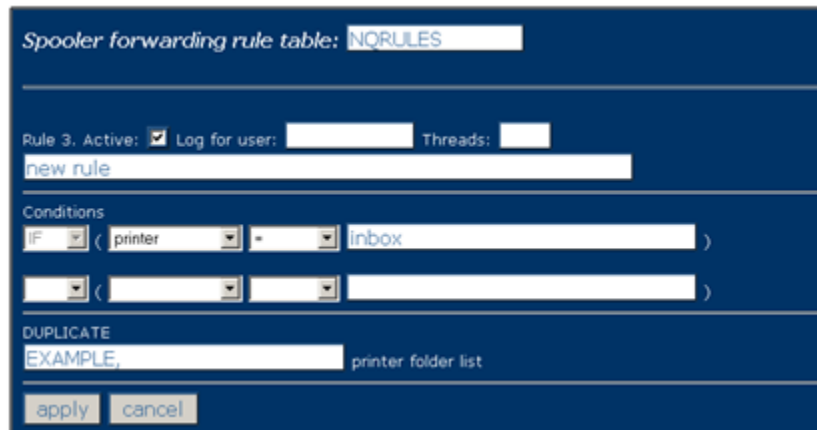 Spooler forwarding rule table: NQRULES
Rule 3. Active: Log for user: Threads:
new rule
Conditions
IF ( printer = inbox )
( )
DUPLICATE
EXAMPLE, printer folder list
apply cancel